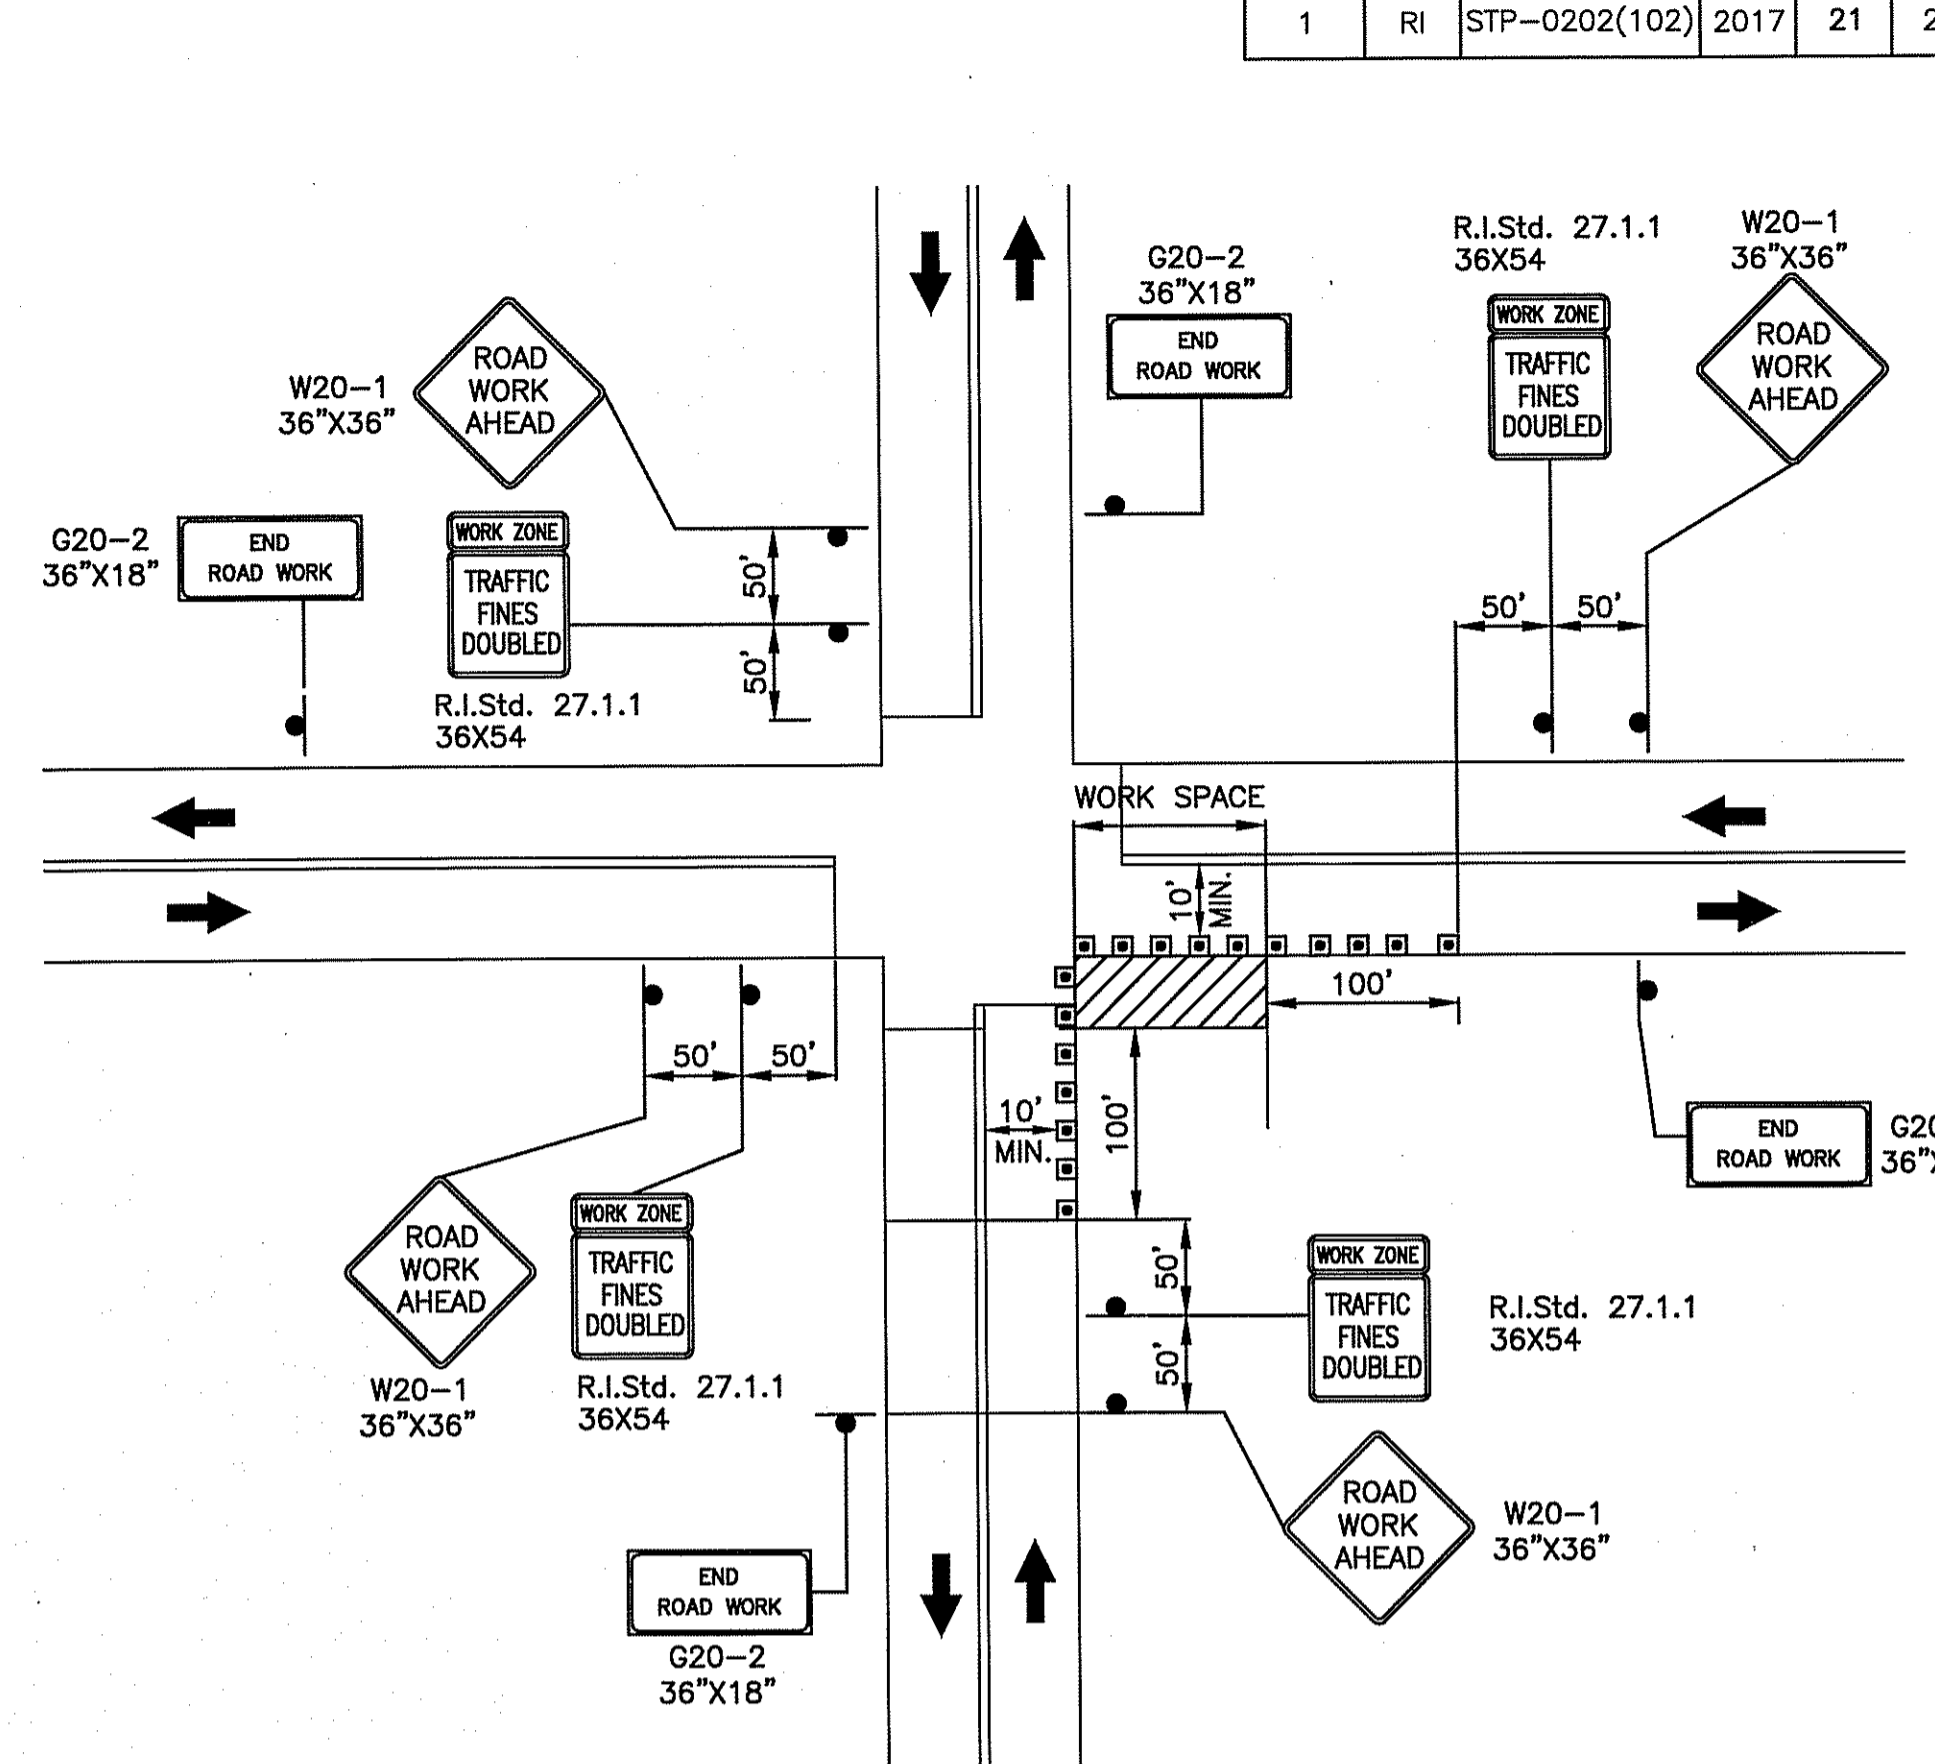 1 RI STP-0202(102) 2017 21 2
R.I.Std. 27.1.1
36X54
W20-1
36"X36"
G20-2
36"X18"
WORK ZONE
TRAFFIC
FINES
DOUBLED
ROAD
WORK
AHEAD
END
ROAD WORK
ROAD
WORK
AHEAD
W20-1
36"X36"
G20-2
36"X18"
END
ROAD WORK
WORK ZONE
TRAFFIC
FINES
DOUBLED
R.I.Std. 27.1.1
36X54
50'
50'
50'
50'
WORK SPACE
10'
MIN.
100'
50'
50'
10'
MIN.
100'
END
ROAD WORK
36"
ROAD
WORK
AHEAD
W20-1
36"X36"
WORK ZONE
TRAFFIC
FINES
DOUBLED
R.I.Std. 27.1.1
36X54
50'
50'
WORK ZONE
TRAFFIC
FINES
DOUBLED
R.I.Std. 27.1.1
36X54
ROAD
WORK
AHEAD
W20-1
36"X36"
END
ROAD WORK
G20-2
36"X18"